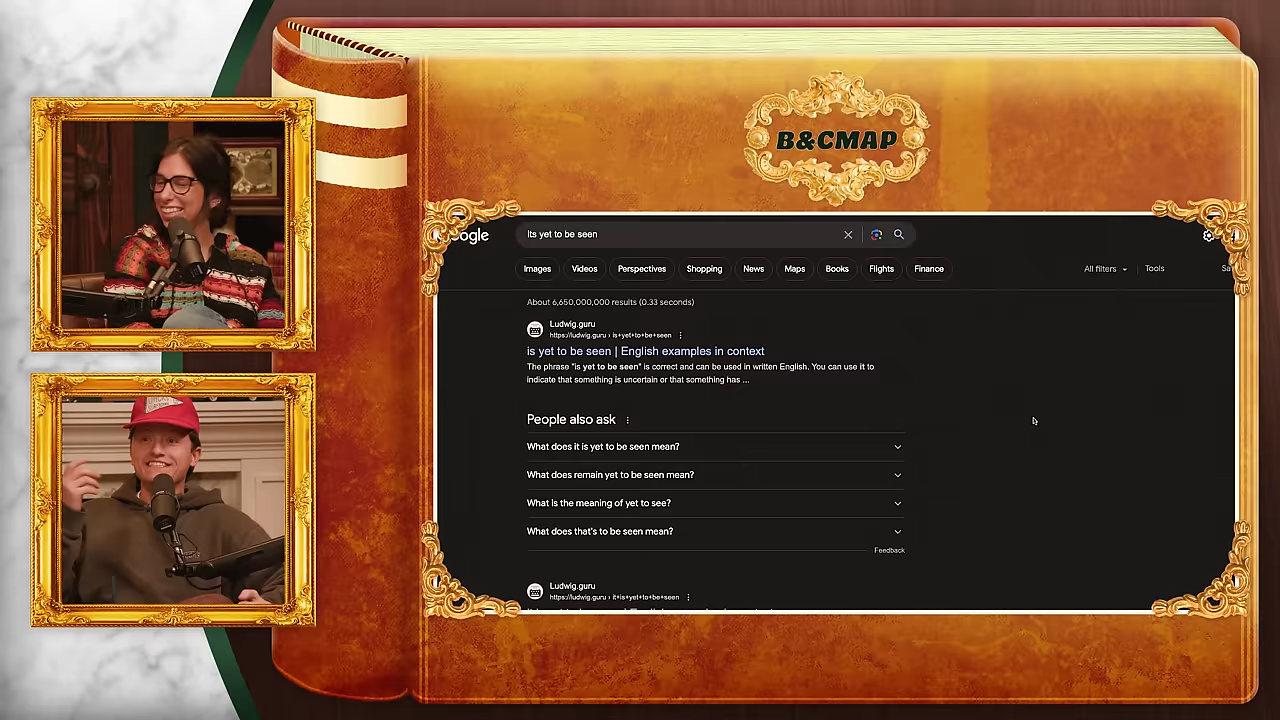 B&CMAP
its yet to be seen
Images Videos Perspectives Shopping News Maps Books Flights Finance All filters Tools
About 6,650,000,000 results (0.33 seconds)
Ludwig.guru
https://ludwig.guru › is+yet+to+be+seen
is yet to be seen | English examples in context
The phrase "is yet to be seen" is correct and can be used in written English. You can use it to
indicate that something is uncertain or that something has ...
People also ask
What does it is yet to be seen mean?
What does remain yet to be seen mean?
What is the meaning of yet to see?
What does that's to be seen mean?
Feedback
Ludwig.guru
https://ludwig.guru › it+is+yet+to+be+seen